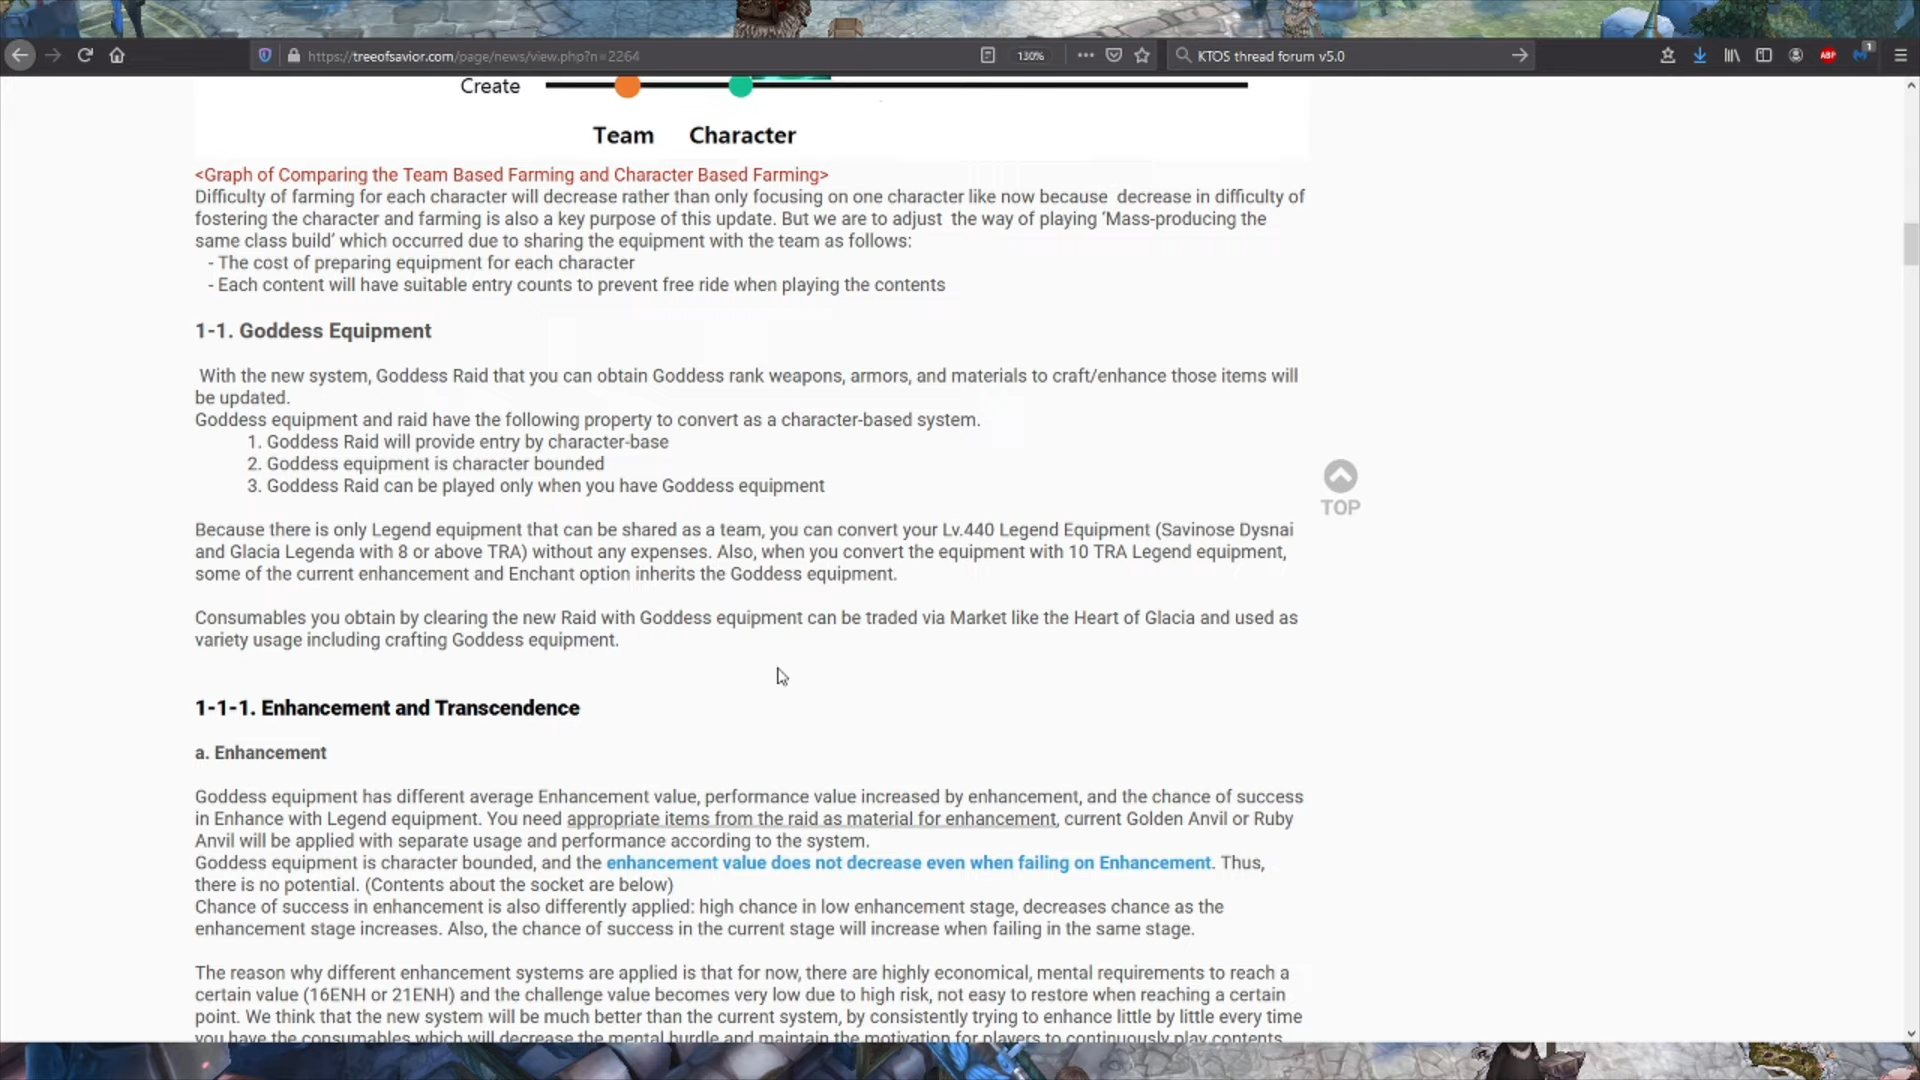 https://treeofsavior.com/page/news/view.php?n=2264
130%
KTOS thread forum v5.0
ABP
1
Create
Team Character
<Graph of Comparing the Team Based Farming and Character Based Farming>
Difficulty of farming for each character will decrease rather than only focusing on one character like now because decrease in difficulty of
fostering the character and farming is also a key purpose of this update. But we are to adjust the way of playing ‘Mass-producing the
same class build’ which occurred due to sharing the equipment with the team as follows:
- The cost of preparing equipment for each character
- Each content will have suitable entry counts to prevent free ride when playing the contents
1-1. Goddess Equipment
With the new system, Goddess Raid that you can obtain Goddess rank weapons, armors, and materials to craft/enhance those items will
be updated.
Goddess equipment and raid have the following property to convert as a character-based system.
1. Goddess Raid will provide entry by character-base
2. Goddess equipment is character bounded
3. Goddess Raid can be played only when you have Goddess equipment
TOP
Because there is only Legend equipment that can be shared as a team, you can convert your Lv.440 Legend Equipment (Savinose Dysnai
and Glacia Legenda with 8 or above TRA) without any expenses. Also, when you convert the equipment with 10 TRA Legend equipment,
some of the current enhancement and Enchant option inherits the Goddess equipment.
Consumables you obtain by clearing the new Raid with Goddess equipment can be traded via Market like the Heart of Glacia and used as
variety usage including crafting Goddess equipment.
1-1-1. Enhancement and Transcendence
a. Enhancement
Goddess equipment has different average Enhancement value, performance value increased by enhancement, and the chance of success
in Enhance with Legend equipment. You need appropriate items from the raid as material for enhancement, current Golden Anvil or Ruby
Anvil will be applied with separate usage and performance according to the system.
Goddess equipment is character bounded, and the enhancement value does not decrease even when failing on Enhancement. Thus,
there is no potential. (Contents about the socket are below)
Chance of success in enhancement is also differently applied: high chance in low enhancement stage, decreases chance as the
enhancement stage increases. Also, the chance of success in the current stage will increase when failing in the same stage.
The reason why different enhancement systems are applied is that for now, there are highly economical, mental requirements to reach a
certain value (16ENH or 21ENH) and the challenge value becomes very low due to high risk, not easy to restore when reaching a certain
point. We think that the new system will be much better than the current system, by consistently trying to enhance little by little every time
you have the consumables which will decrease the mental hurdle and maintain the motivation for players to continuously play contents